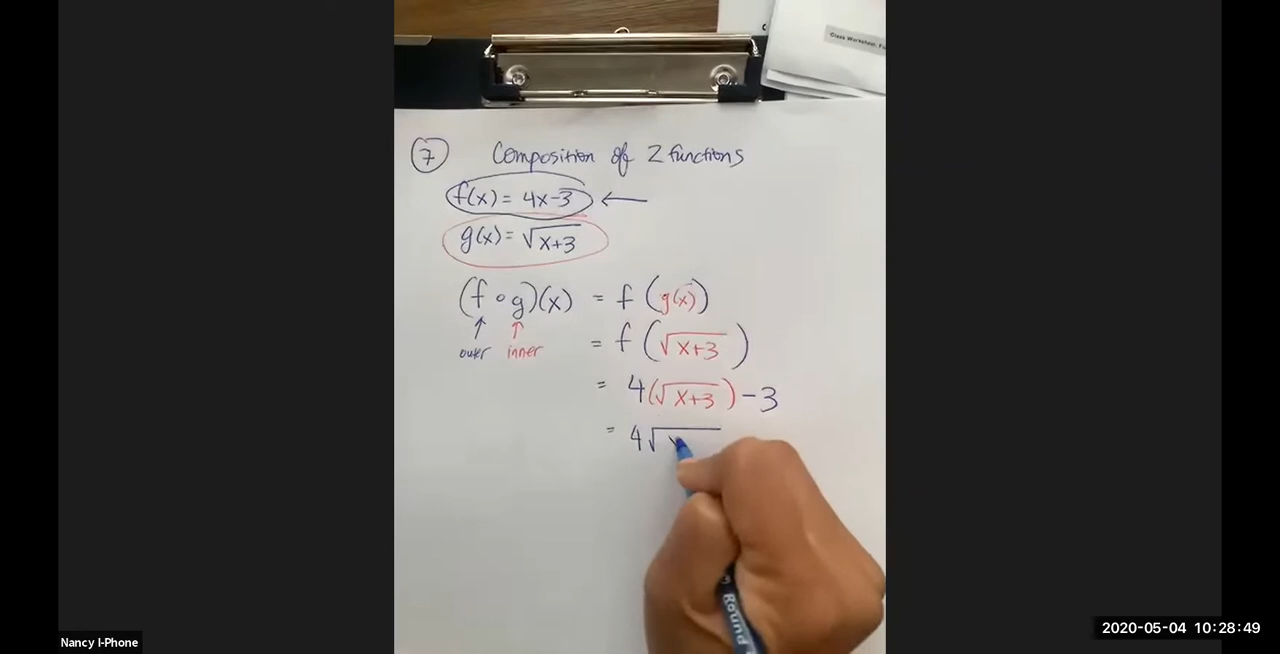 Class Worksheet: Fu
7 Composition of 2 functions
f(x) = 4x-3 ←
g(x) = √x+3
(f∘g)(x) = f(g(x))
↑ ↑
outer inner
= f(√x+3)
= 4(√x+3)-3
= 4√x
Round
Nancy I-Phone
2020-05-04 10:28:49